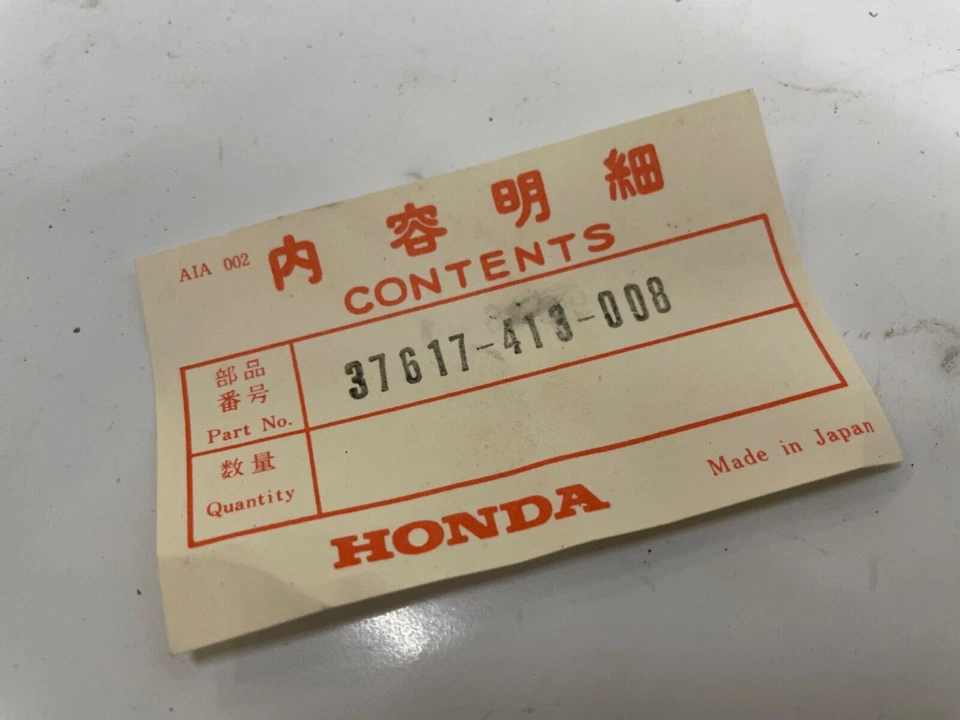 AIA 002
内容明細
CONTENTS
部品
番号
Part No.
37617-413-008
数量
Quantity
HONDA
Made in Japan